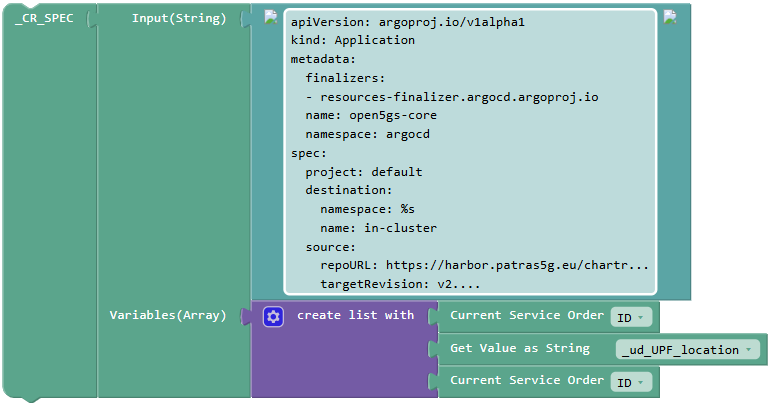 _CR_SPEC Input(String)
apiVersion: argoproj.io/v1alpha1
kind: Application
metadata:
  finalizers:
  - resources-finalizer.argocd.argoproj.io
  name: open5gs-core
  namespace: argocd
spec:
  project: default
  destination:
    namespace: %s
    name: in-cluster
  source:
    repoURL: https://harbor.patras5g.eu/chartr...
    targetRevision: v2....
Variables(Array) create list with Current Service Order ID
Get Value as String _ud_UPF_location
Current Service Order ID